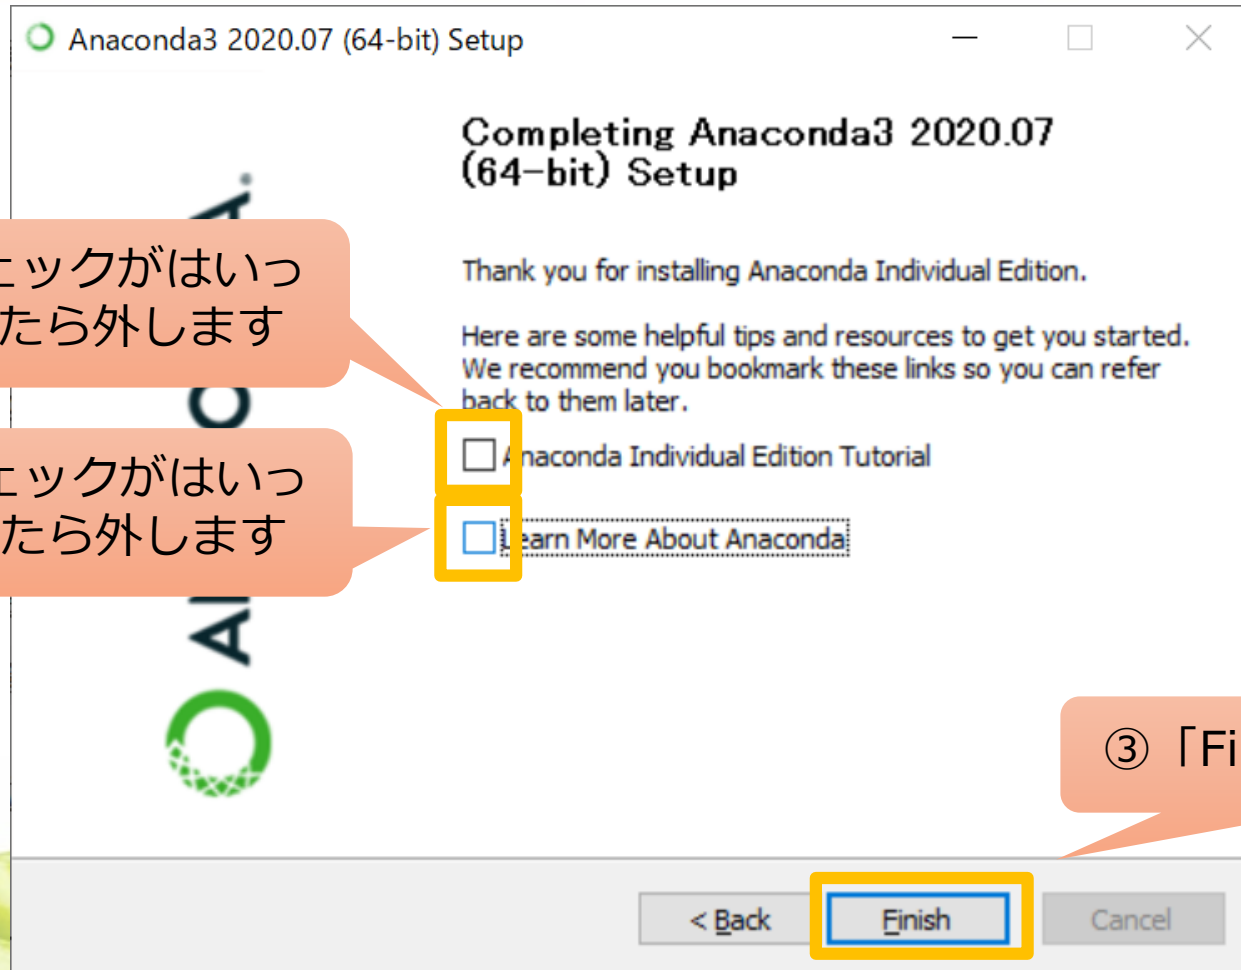 Anaconda3 2020.07 (64-bit) Setup
Completing Anaconda3 2020.07
(64-bit) Setup
ェックがはいっ
たら外します
Thank you for installing Anaconda Individual Edition.
Here are some helpful tips and resources to get you started.
We recommend you bookmark these links so you can refer
back to them later.
Anaconda Individual Edition Tutorial
ェックがはいっ
たら外します
Learn More About Anaconda
③「Fi
< Back
Finish
Cancel